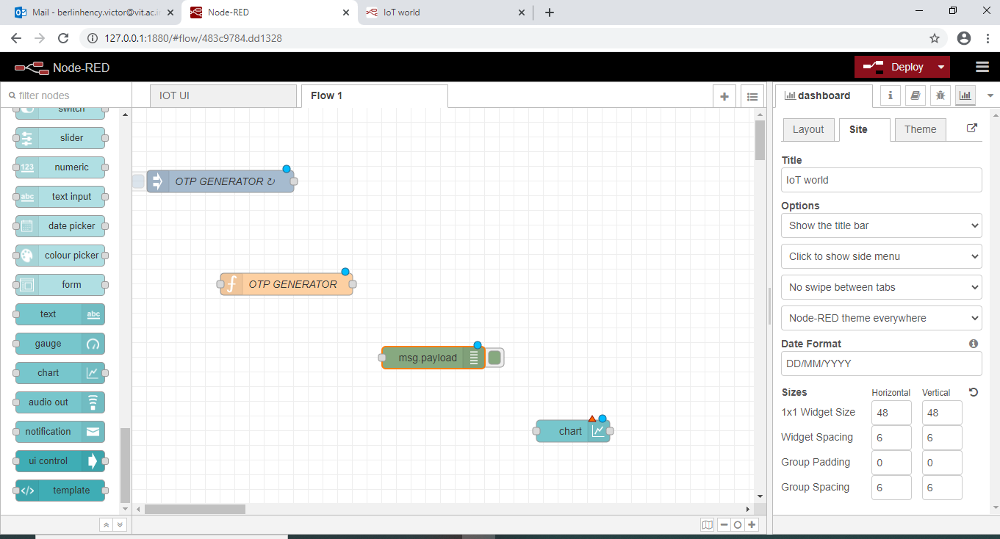 Mail - berlinhency.victor@vit.ac.i
Node-RED
IoT world
127.0.0.1:1880/#flow/483c9784.dd1328
Node-RED
Deploy
filter nodes
IOT UI
Flow 1
dashboard
switch
slider
123 numeric
abc text input
date picker
colour picker
form
text abc
gauge
chart
audio out
notification
ui control
</> template
OTP GENERATOR ↻
OTP GENERATOR
msg.payload
chart
Layout
Site
Theme
Title
IoT world
Options
Show the title bar
Click to show side menu
No swipe between tabs
Node-RED theme everywhere
Date Format
DD/MM/YYYY
Sizes Horizontal Vertical
1x1 Widget Size 48 48
Widget Spacing 6 6
Group Padding 0 0
Group Spacing 6 6